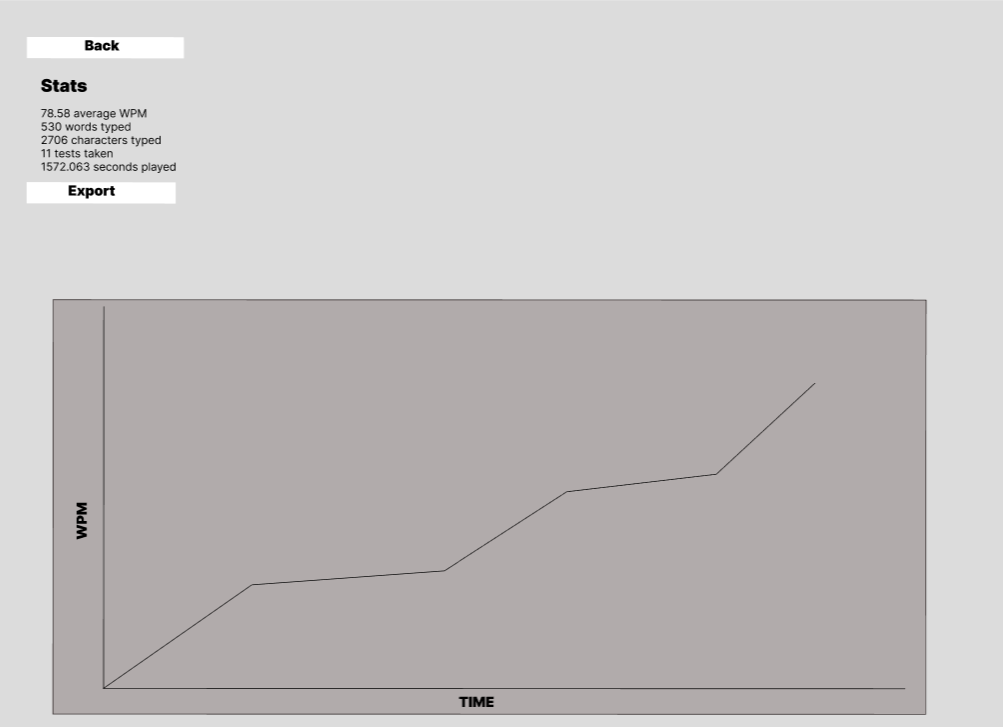 Back
Stats
78.58 average WPM
530 words typed
2706 characters typed
11 tests taken
1572.063 seconds played
Export
WPM
TIME